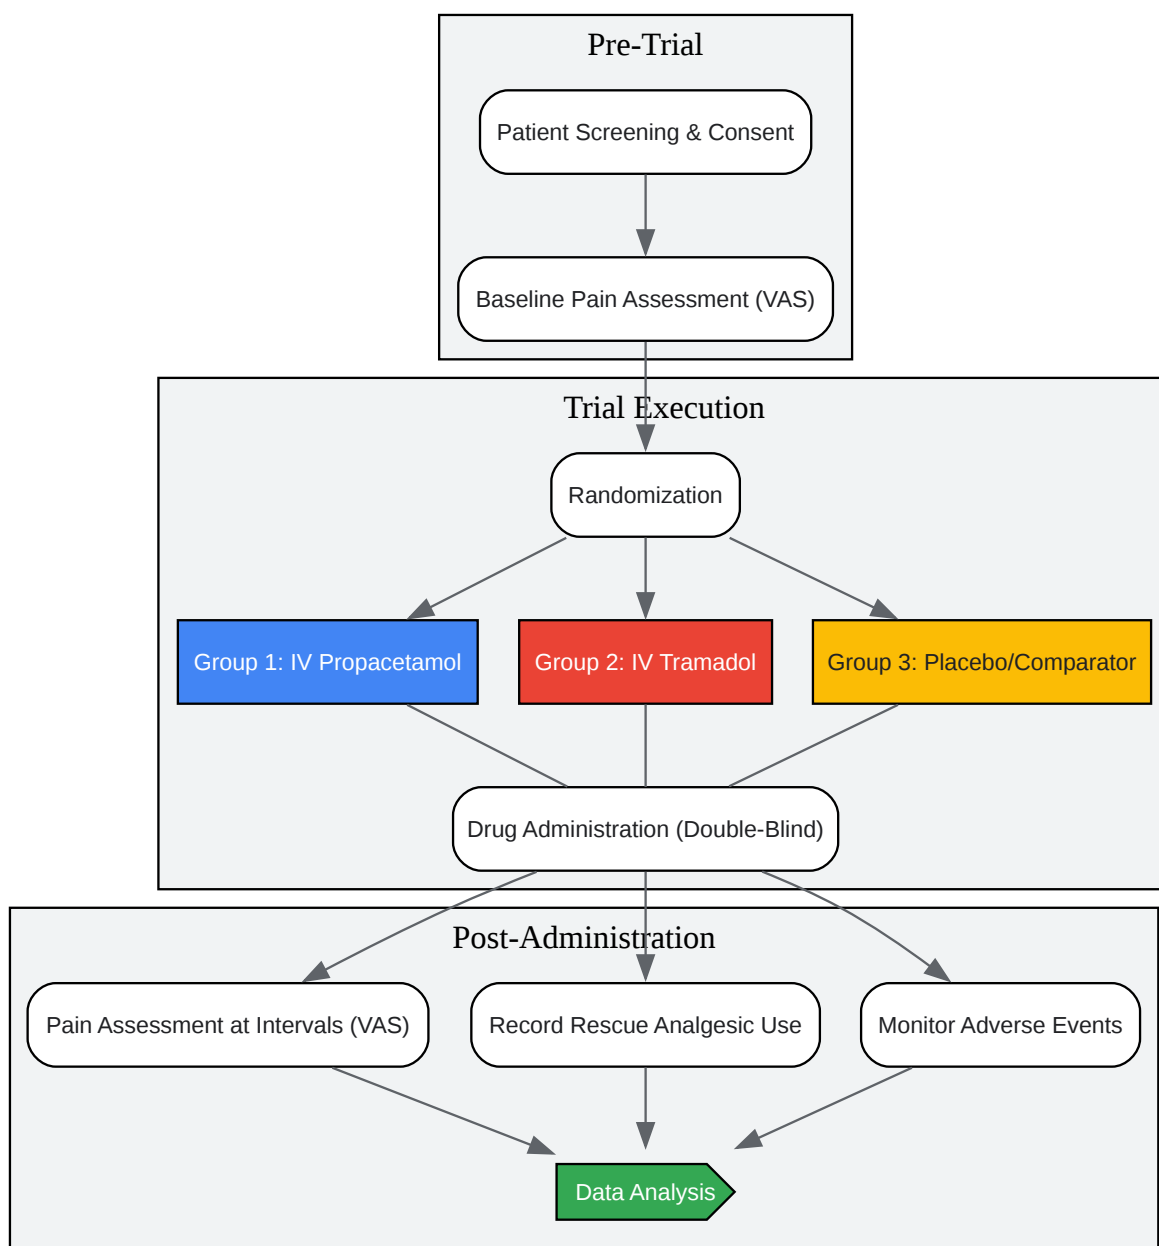 Pre-Trial
Patient Screening & Consent
Baseline Pain Assessment (VAS)
Trial Execution
Randomization
Group 1: IV Propacetamol
Group 2: IV Tramadol
Group 3: Placebo/Comparator
Drug Administration (Double-Blind)
Post-Administration
Pain Assessment at Intervals (VAS)
Record Rescue Analgesic Use
Monitor Adverse Events
Data Analysis